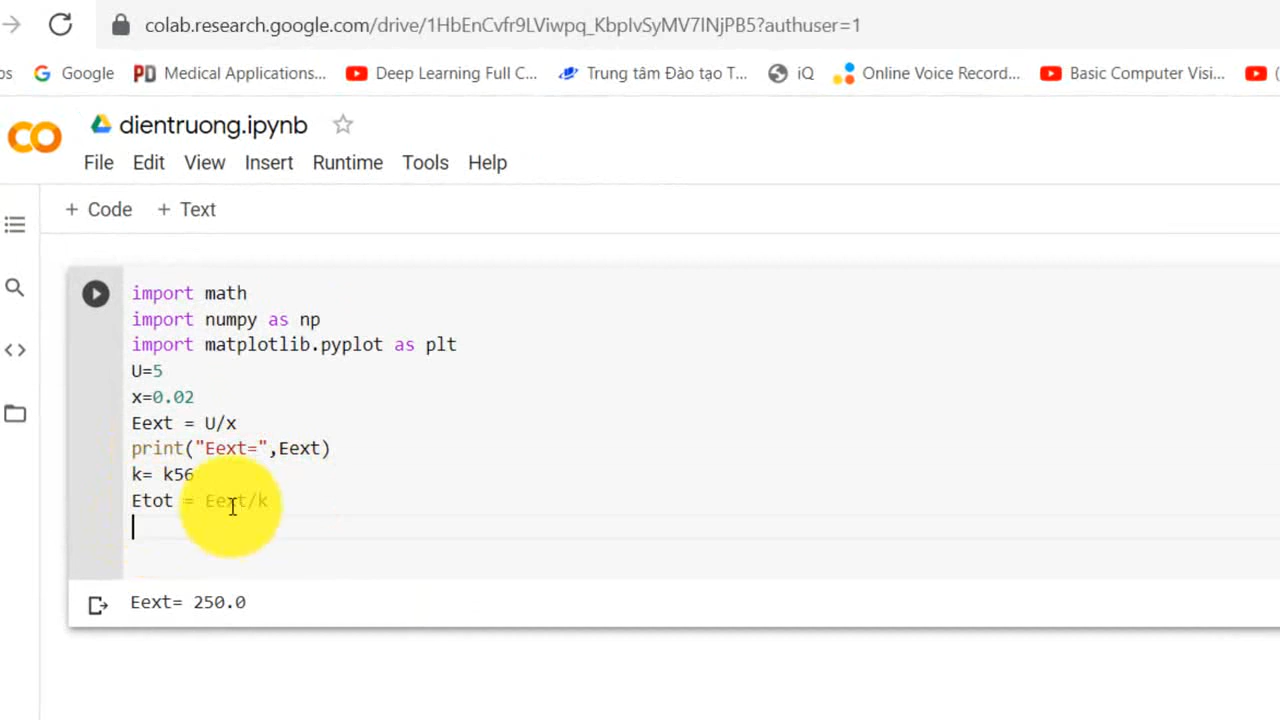 colab.research.google.com/drive/1HbEnCvfr9LViwpq_KbpIvSyMV7INjPB5?authuser=1
os Google PD Medical Applications... Deep Learning Full C... Trung tâm Đào tạo T... iQ Online Voice Record... Basic Computer Visi... (
CO dientruong.ipynb
File Edit View Insert Runtime Tools Help
+ Code + Text
import math
import numpy as np
import matplotlib.pyplot as plt
U=5
x=0.02
Eext = U/x
print("Eext=",Eext)
k= k56
Etot = Eext/k
Eext= 250.0